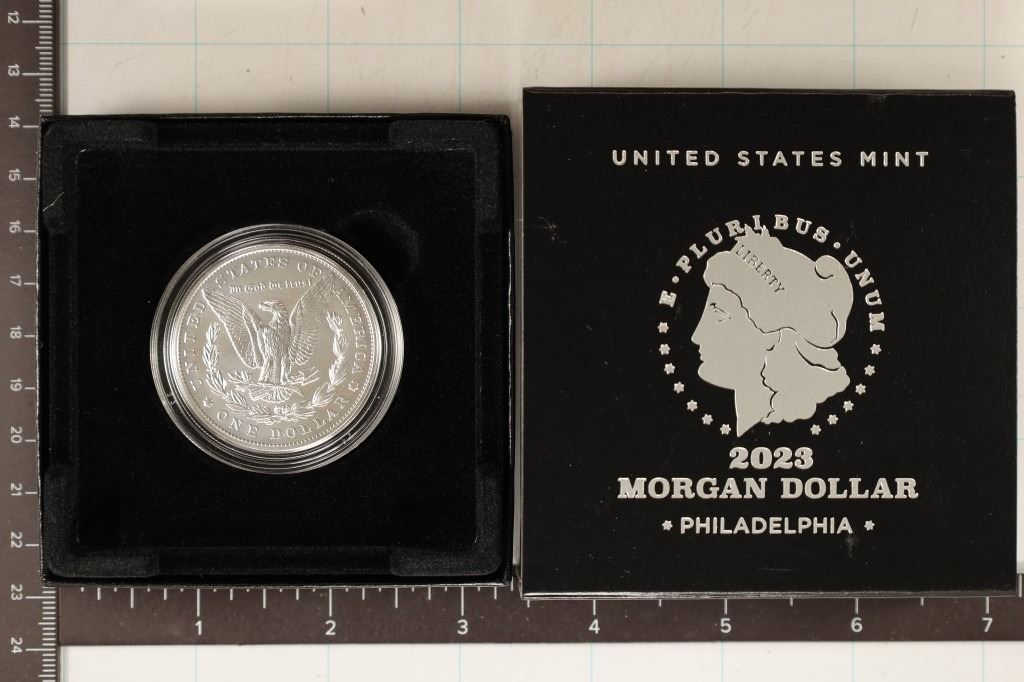 UNITED STATES OF AMERICA
In God we trust
ONE DOLLAR
UNITED STATES MINT
E · PLURIBUS · UNUM
LIBERTY
2023
MORGAN DOLLAR
* PHILADELPHIA *
12
13
14
15
16
17
18
19
20
21
22
23
24
1 2 3 4 5 6 7